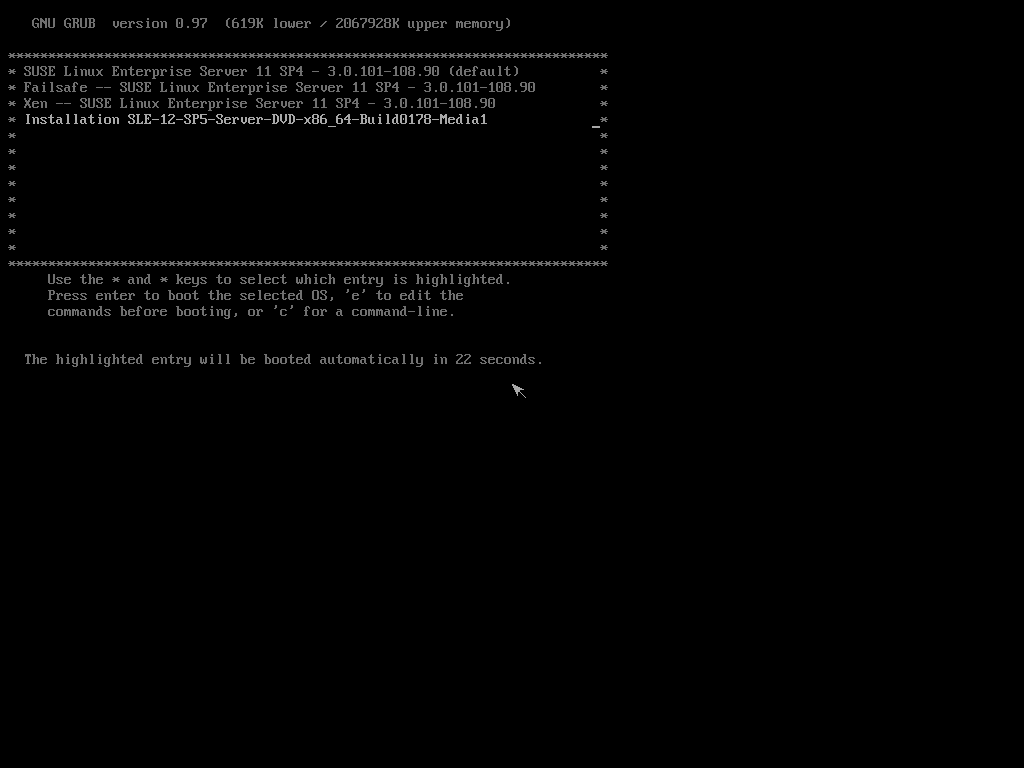 GNU GRUB  version 0.97  (619K lower / 2067928K upper memory)
***************************************************************************
* SUSE Linux Enterprise Server 11 SP4 - 3.0.101-108.90 (default)          *
* Failsafe -- SUSE Linux Enterprise Server 11 SP4 - 3.0.101-108.90        *
* Xen -- SUSE Linux Enterprise Server 11 SP4 - 3.0.101-108.90             *
* Installation SLE-12-SP5-Server-DVD-x86_64-Build0178-Media1             _*
*                                                                         *
*                                                                         *
*                                                                         *
*                                                                         *
*                                                                         *
*                                                                         *
*                                                                         *
*                                                                         *
***************************************************************************
Use the * and * keys to select which entry is highlighted.
Press enter to boot the selected OS, 'e' to edit the
commands before booting, or 'c' for a command-line.
The highlighted entry will be booted automatically in 22 seconds.